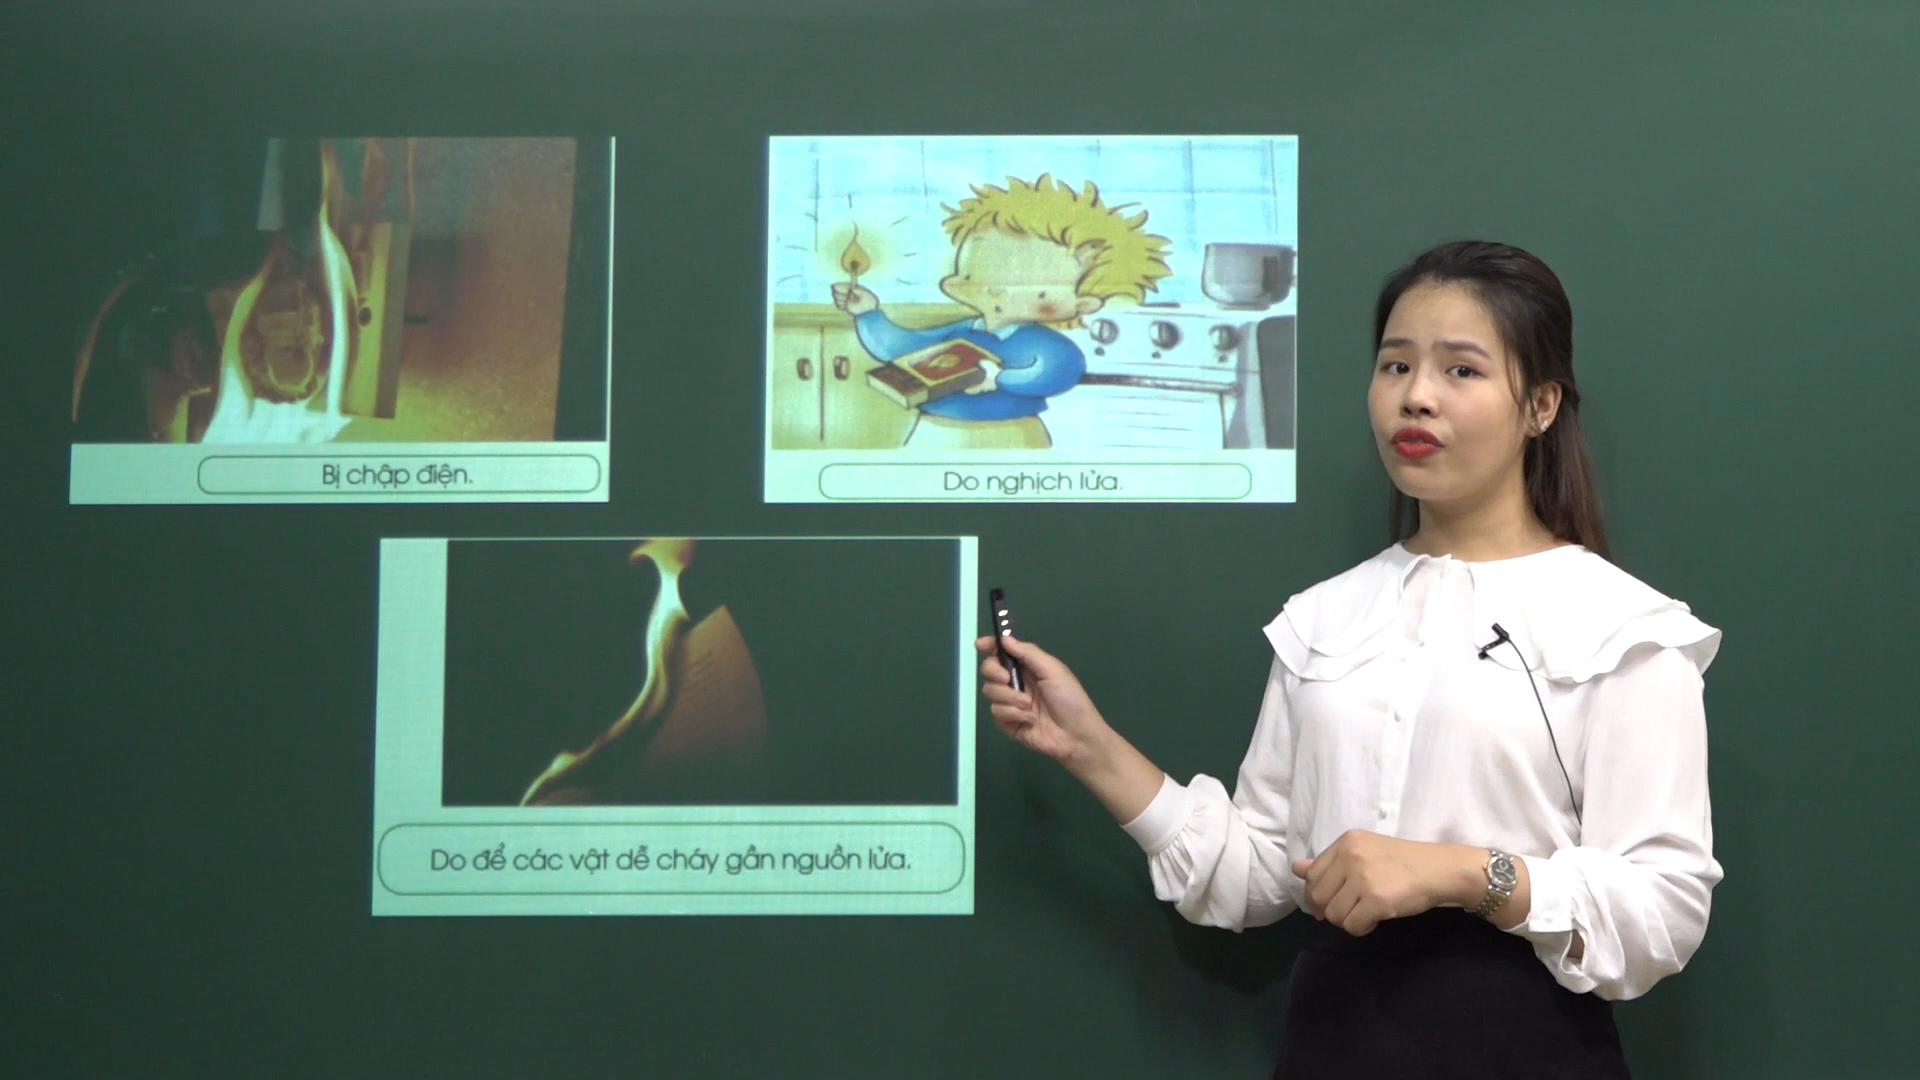 Bị chập điện.
Do nghịch lửa.
Do để các vật dễ cháy gần nguồn lửa.